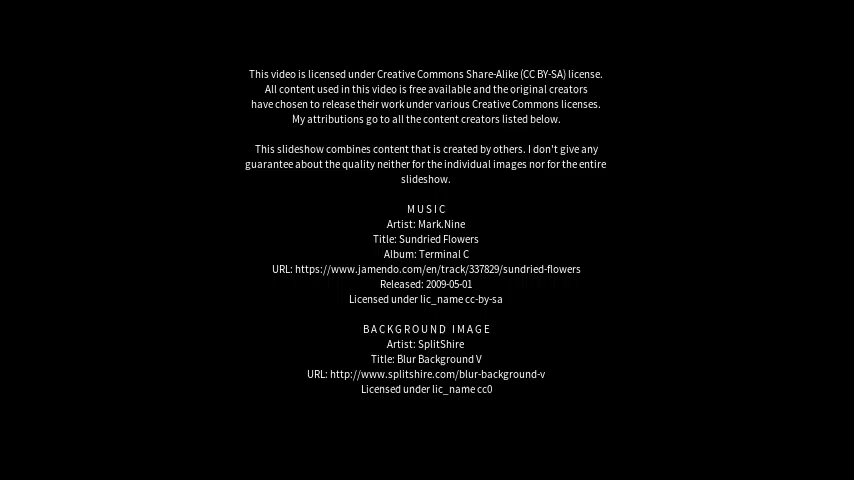 This video is licensed under Creative Commons Share-Alike (CC BY-SA) license.
All content used in this video is free available and the original creators
have chosen to release their work under various Creative Commons licenses.
My attributions go to all the content creators listed below.
This slideshow combines content that is created by others. I don't give any
guarantee about the quality neither for the individual images nor for the entire
slideshow.
MUSIC
Artist: Mark.Nine
Title: Sundried Flowers
Album: Terminal C
URL: https://www.jamendo.com/en/track/337829/sundried-flowers
Released: 2009-05-01
Licensed under lic_name cc-by-sa
BACKGROUND IMAGE
Artist: SplitShire
Title: Blur Background V
URL: http://www.splitshire.com/blur-background-v
Licensed under lic_name cc0